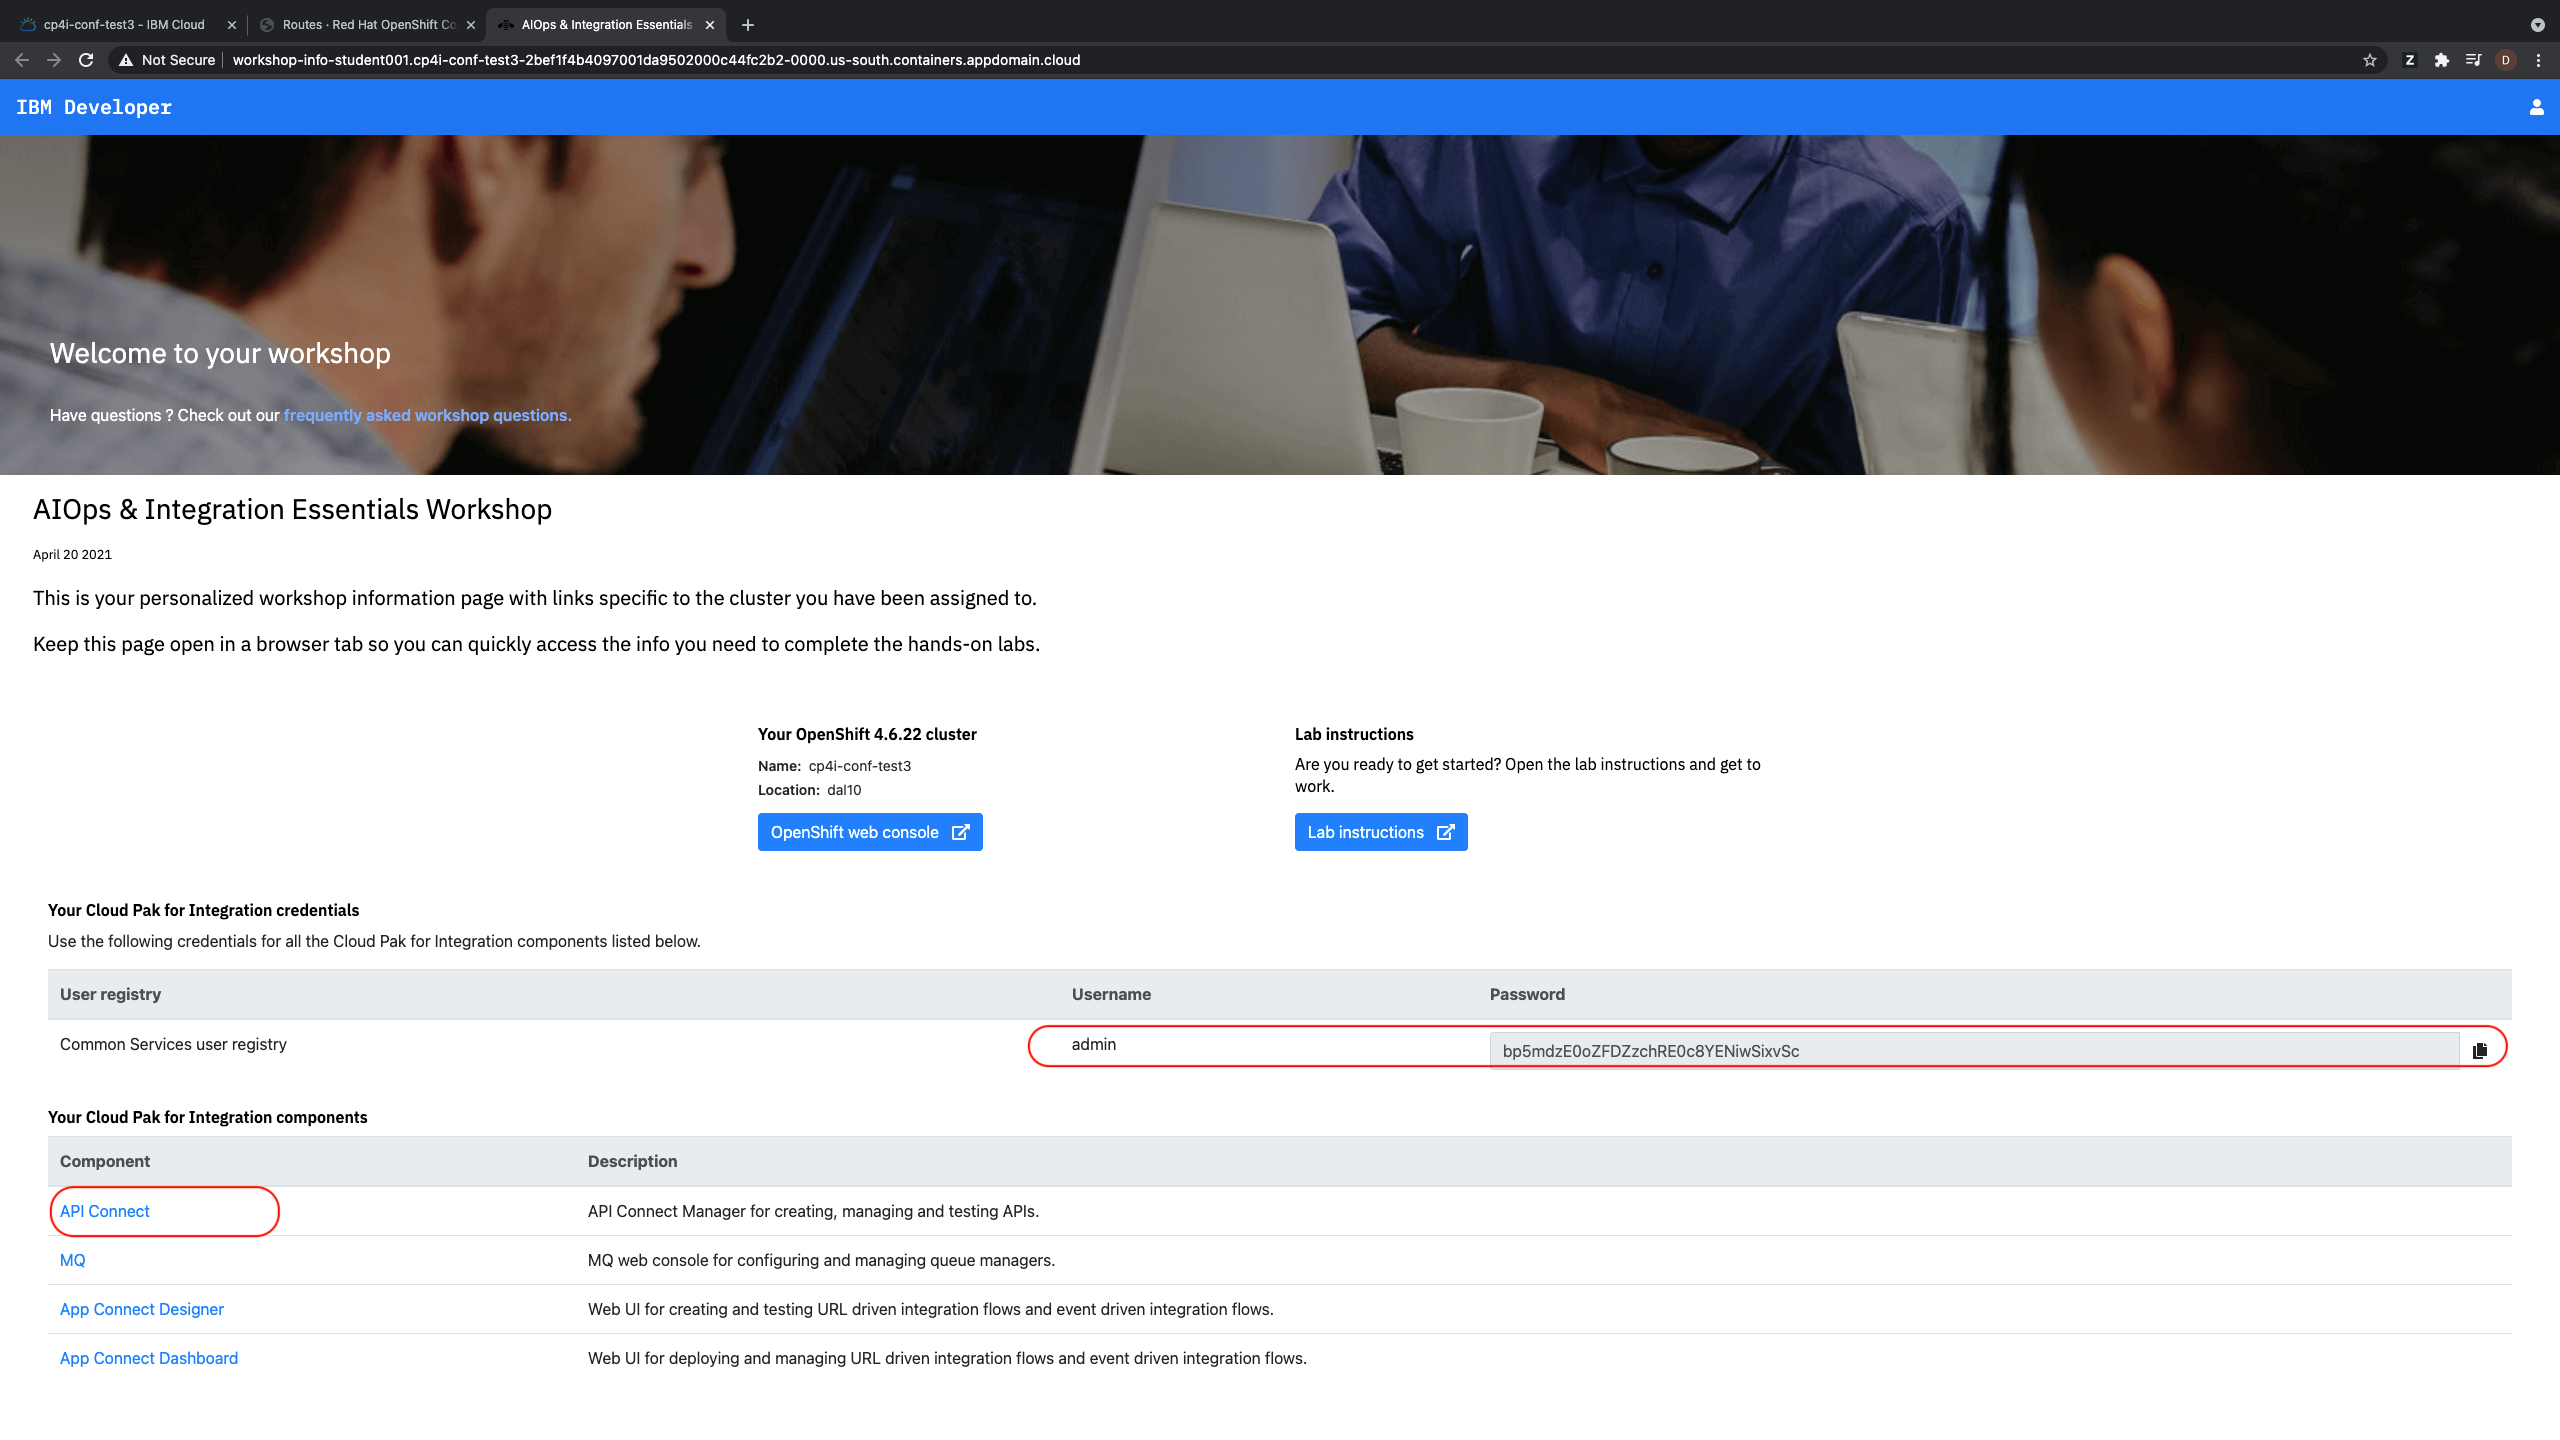 cp4i-conf-test3 - IBM Cloud
Routes · Red Hat OpenShift Co
AIOps & Integration Essentials
Not Secure
workshop-info-student001.cp4i-conf-test3-2bef1f4b4097001da9502000c44fc2b2-0000.us-south.containers.appdomain.cloud
Z
D
IBM Developer
Welcome to your workshop
Have questions ? Check out our frequently asked workshop questions.
AIOps & Integration Essentials Workshop
April 20 2021
This is your personalized workshop information page with links specific to the cluster you have been assigned to.
Keep this page open in a browser tab so you can quickly access the info you need to complete the hands-on labs.
Your OpenShift 4.6.22 cluster
Name: cp4i-conf-test3
Location: dal10
OpenShift web console
Lab instructions
Are you ready to get started? Open the lab instructions and get to
work.
Lab instructions
Your Cloud Pak for Integration credentials
Use the following credentials for all the Cloud Pak for Integration components listed below.
User registry Username Password
Common Services user registry admin bp5mdzE0oZFDZzchRE0c8YENiwSixvSc
Your Cloud Pak for Integration components
Component Description
API Connect API Connect Manager for creating, managing and testing APIs.
MQ MQ web console for configuring and managing queue managers.
App Connect Designer Web UI for creating and testing URL driven integration flows and event driven integration flows.
App Connect Dashboard Web UI for deploying and managing URL driven integration flows and event driven integration flows.